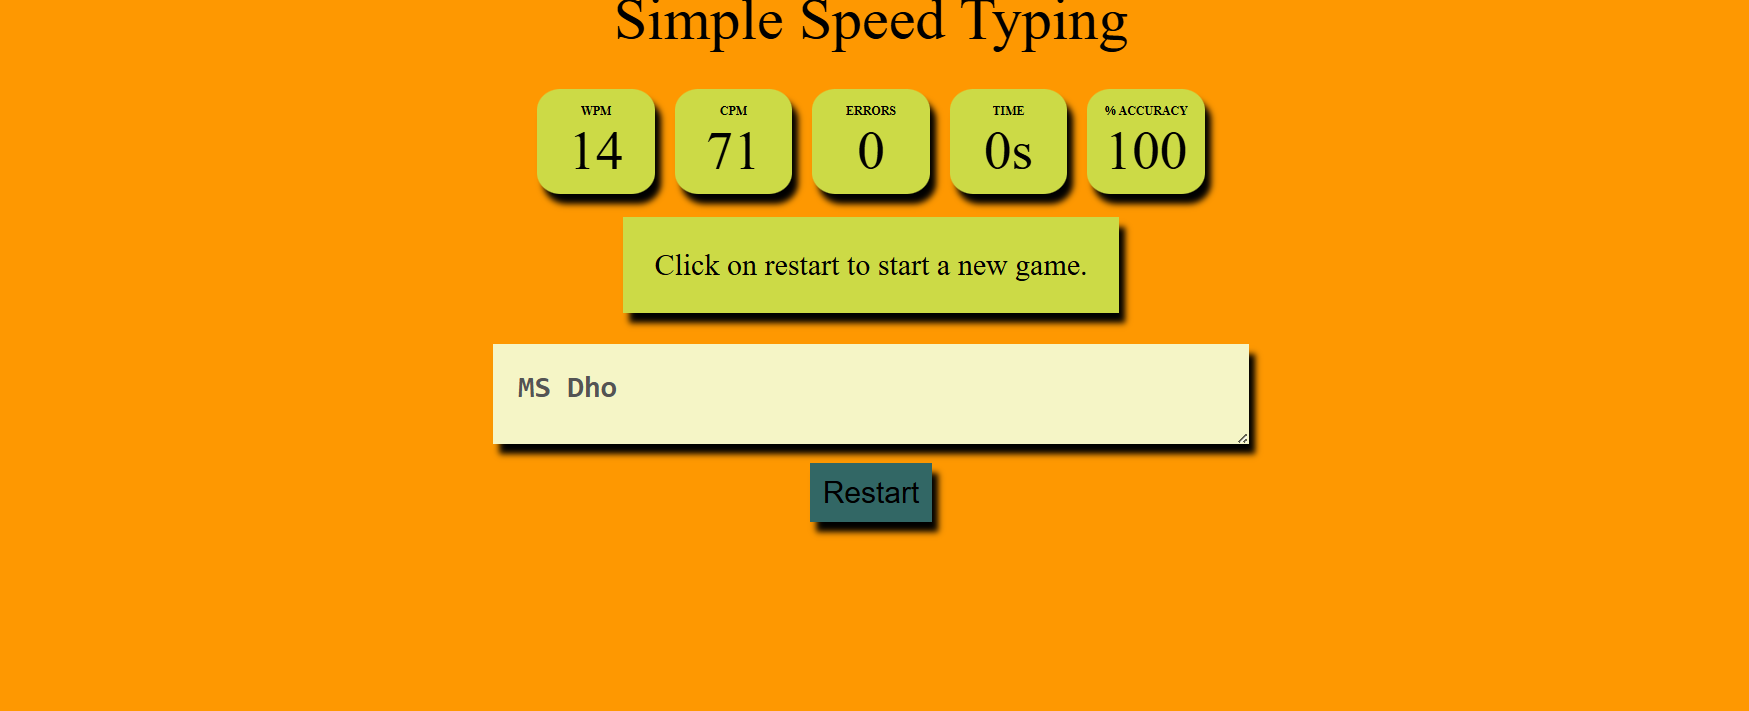 Simple Speed Typing
WPM
14
CPM
71
ERRORS
0
TIME
0s
% ACCURACY
100
Click on restart to start a new game.
MS Dho
Restart